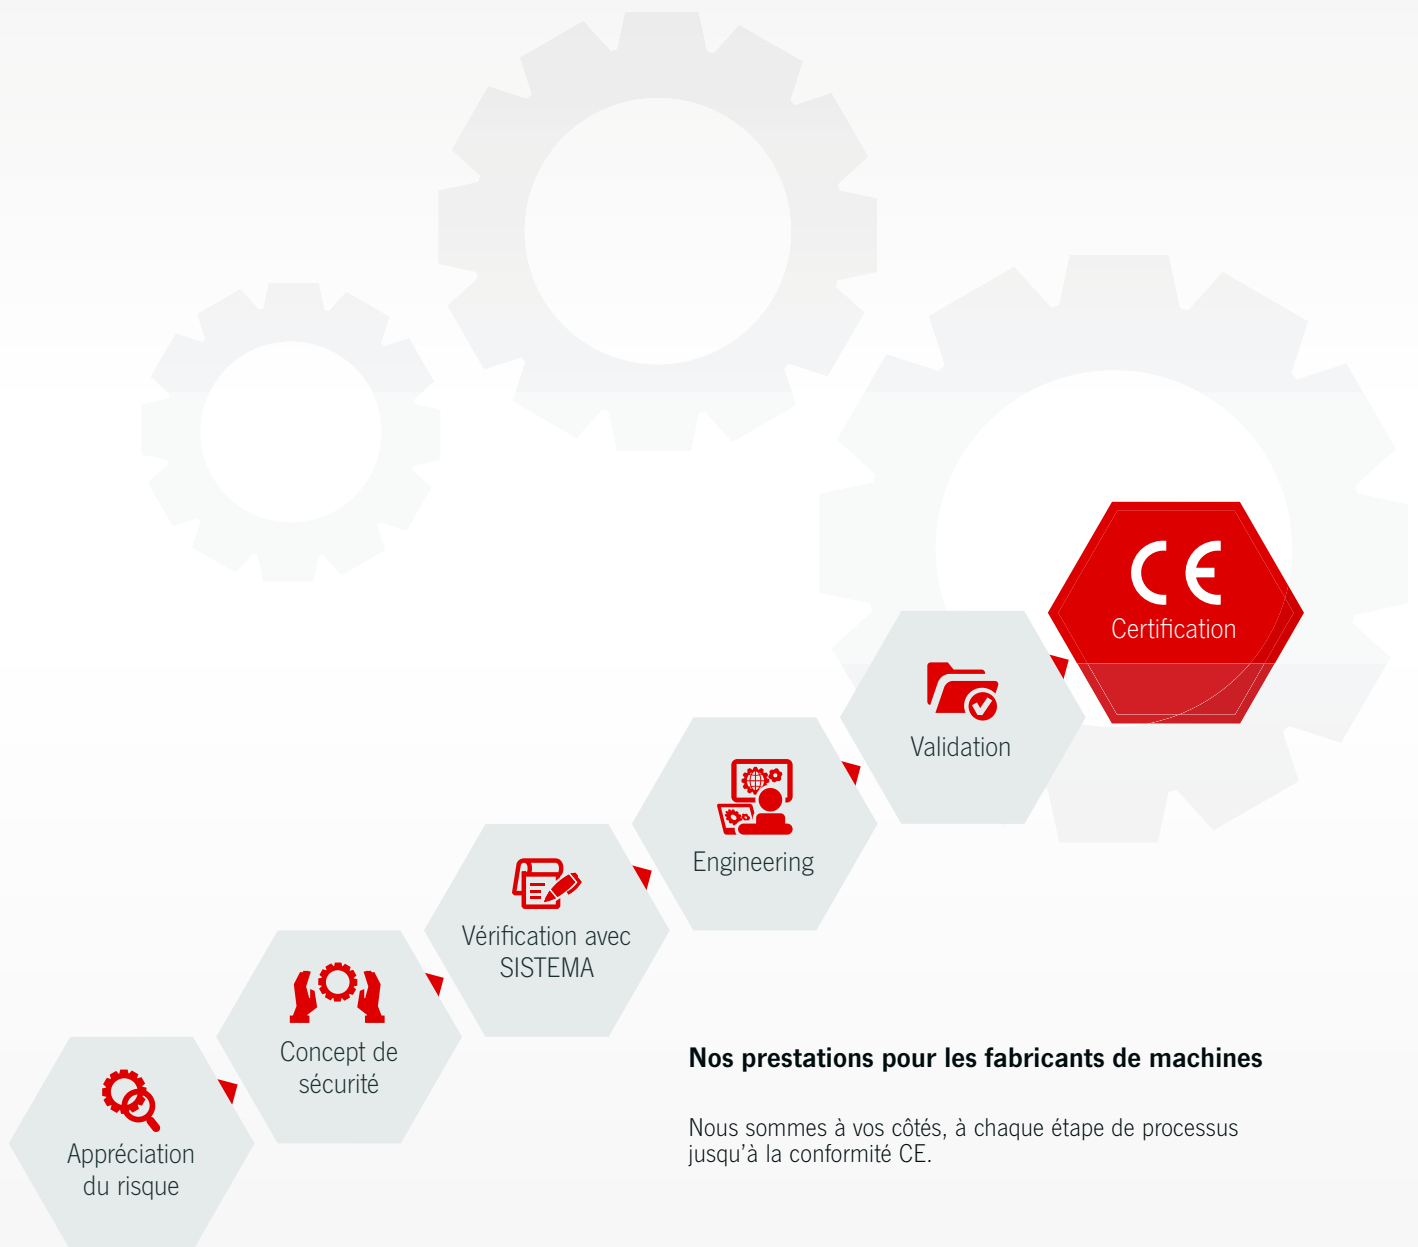 CE
Certification
Validation
Engineering
Vérification avec
SISTEMA
Concept de
sécurité
Appréciation
du risque
Nos prestations pour les fabricants de machines
Nous sommes à vos côtés, à chaque étape de processus
jusqu’à la conformité CE.